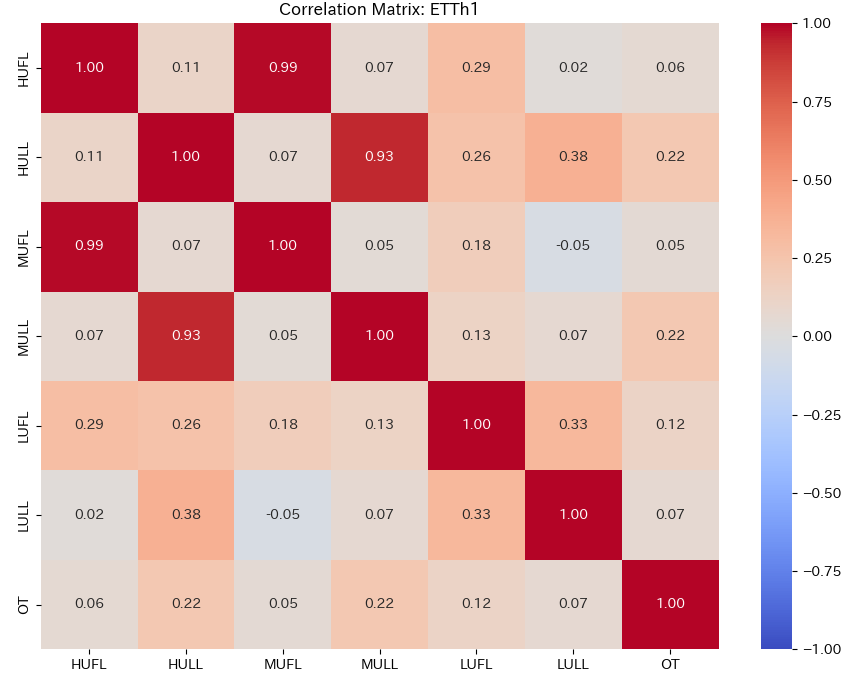 Correlation Matrix: ETTh1
HUFL 1.00 0.11 0.99 0.07 0.29 0.02 0.06
HULL 0.11 1.00 0.07 0.93 0.26 0.38 0.22
MUFL 0.99 0.07 1.00 0.05 0.18 -0.05 0.05
MULL 0.07 0.93 0.05 1.00 0.13 0.07 0.22
LUFL 0.29 0.26 0.18 0.13 1.00 0.33 0.12
LULL 0.02 0.38 -0.05 0.07 0.33 1.00 0.07
OT 0.06 0.22 0.05 0.22 0.12 0.07 1.00
HUFL HULL MUFL MULL LUFL LULL OT
1.00
0.75
0.50
0.25
0.00
−0.25
−0.50
−0.75
−1.00